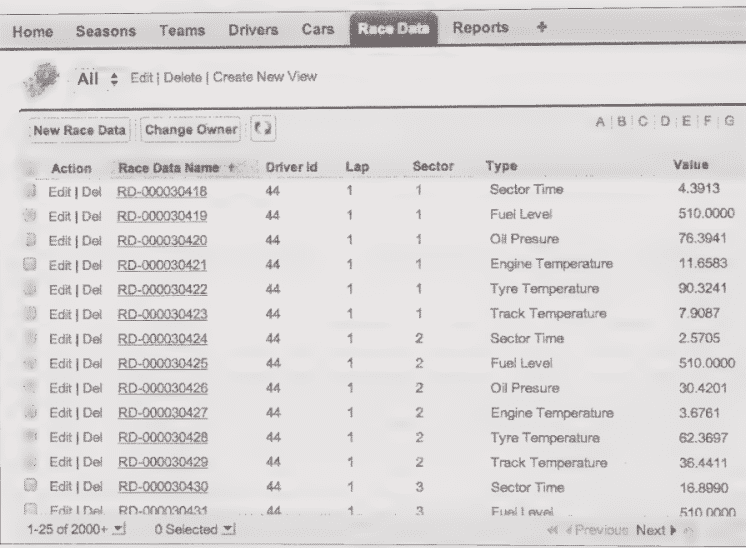 Home Seasons Teams Drivers Cars Race Data Reports +
All Edit | Delete | Create New View
New Race Data Change Owner A | B | C | D | E | F | G
Action Race Data Name ↑ Driver Id Lap Sector Type Value
Edit | Del RD-000030418 44 1 1 Sector Time 4.3913
Edit | Del RD-000030419 44 1 1 Fuel Level 510.0000
Edit | Del RD-000030420 44 1 1 Oil Presure 76.3941
Edit | Del RD-000030421 44 1 1 Engine Temperature 11.6583
Edit | Del RD-000030422 44 1 1 Tyre Temperature 90.3241
Edit | Del RD-000030423 44 1 1 Track Temperature 7.9087
Edit | Del RD-000030424 44 1 2 Sector Time 2.5705
Edit | Del RD-000030425 44 1 2 Fuel Level 510.0000
Edit | Del RD-000030426 44 1 2 Oil Presure 30.4201
Edit | Del RD-000030427 44 1 2 Engine Temperature 3.6761
Edit | Del RD-000030428 44 1 2 Tyre Temperature 62.3697
Edit | Del RD-000030429 44 1 2 Track Temperature 36.4411
Edit | Del RD-000030430 44 1 3 Sector Time 16.8990
Edit | Del RD-000030431 44 1 3 Fuel Level 510.0000
1-25 of 2000+ 0 Selected Previous Next